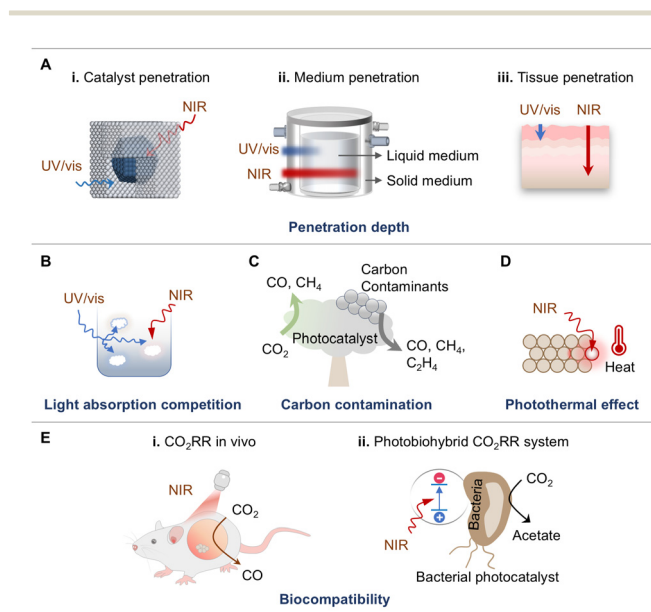 A
i. Catalyst penetration
NIR
UV/vis
ii. Medium penetration
UV/vis
NIR
Liquid medium
Solid medium
iii. Tissue penetration
UV/vis NIR
Penetration depth
B
UV/vis
NIR
Light absorption competition
C
CO, CH₄
CO₂
Photocatalyst
Carbon
Contaminants
CO, CH₄,
C₂H₄
Carbon contamination
D
NIR
Heat
Photothermal effect
E
i. CO₂RR in vivo
NIR
CO₂
CO
ii. Photobiohybrid CO₂RR system
NIR
Bacteria
CO₂
Acetate
Bacterial photocatalyst
Biocompatibility